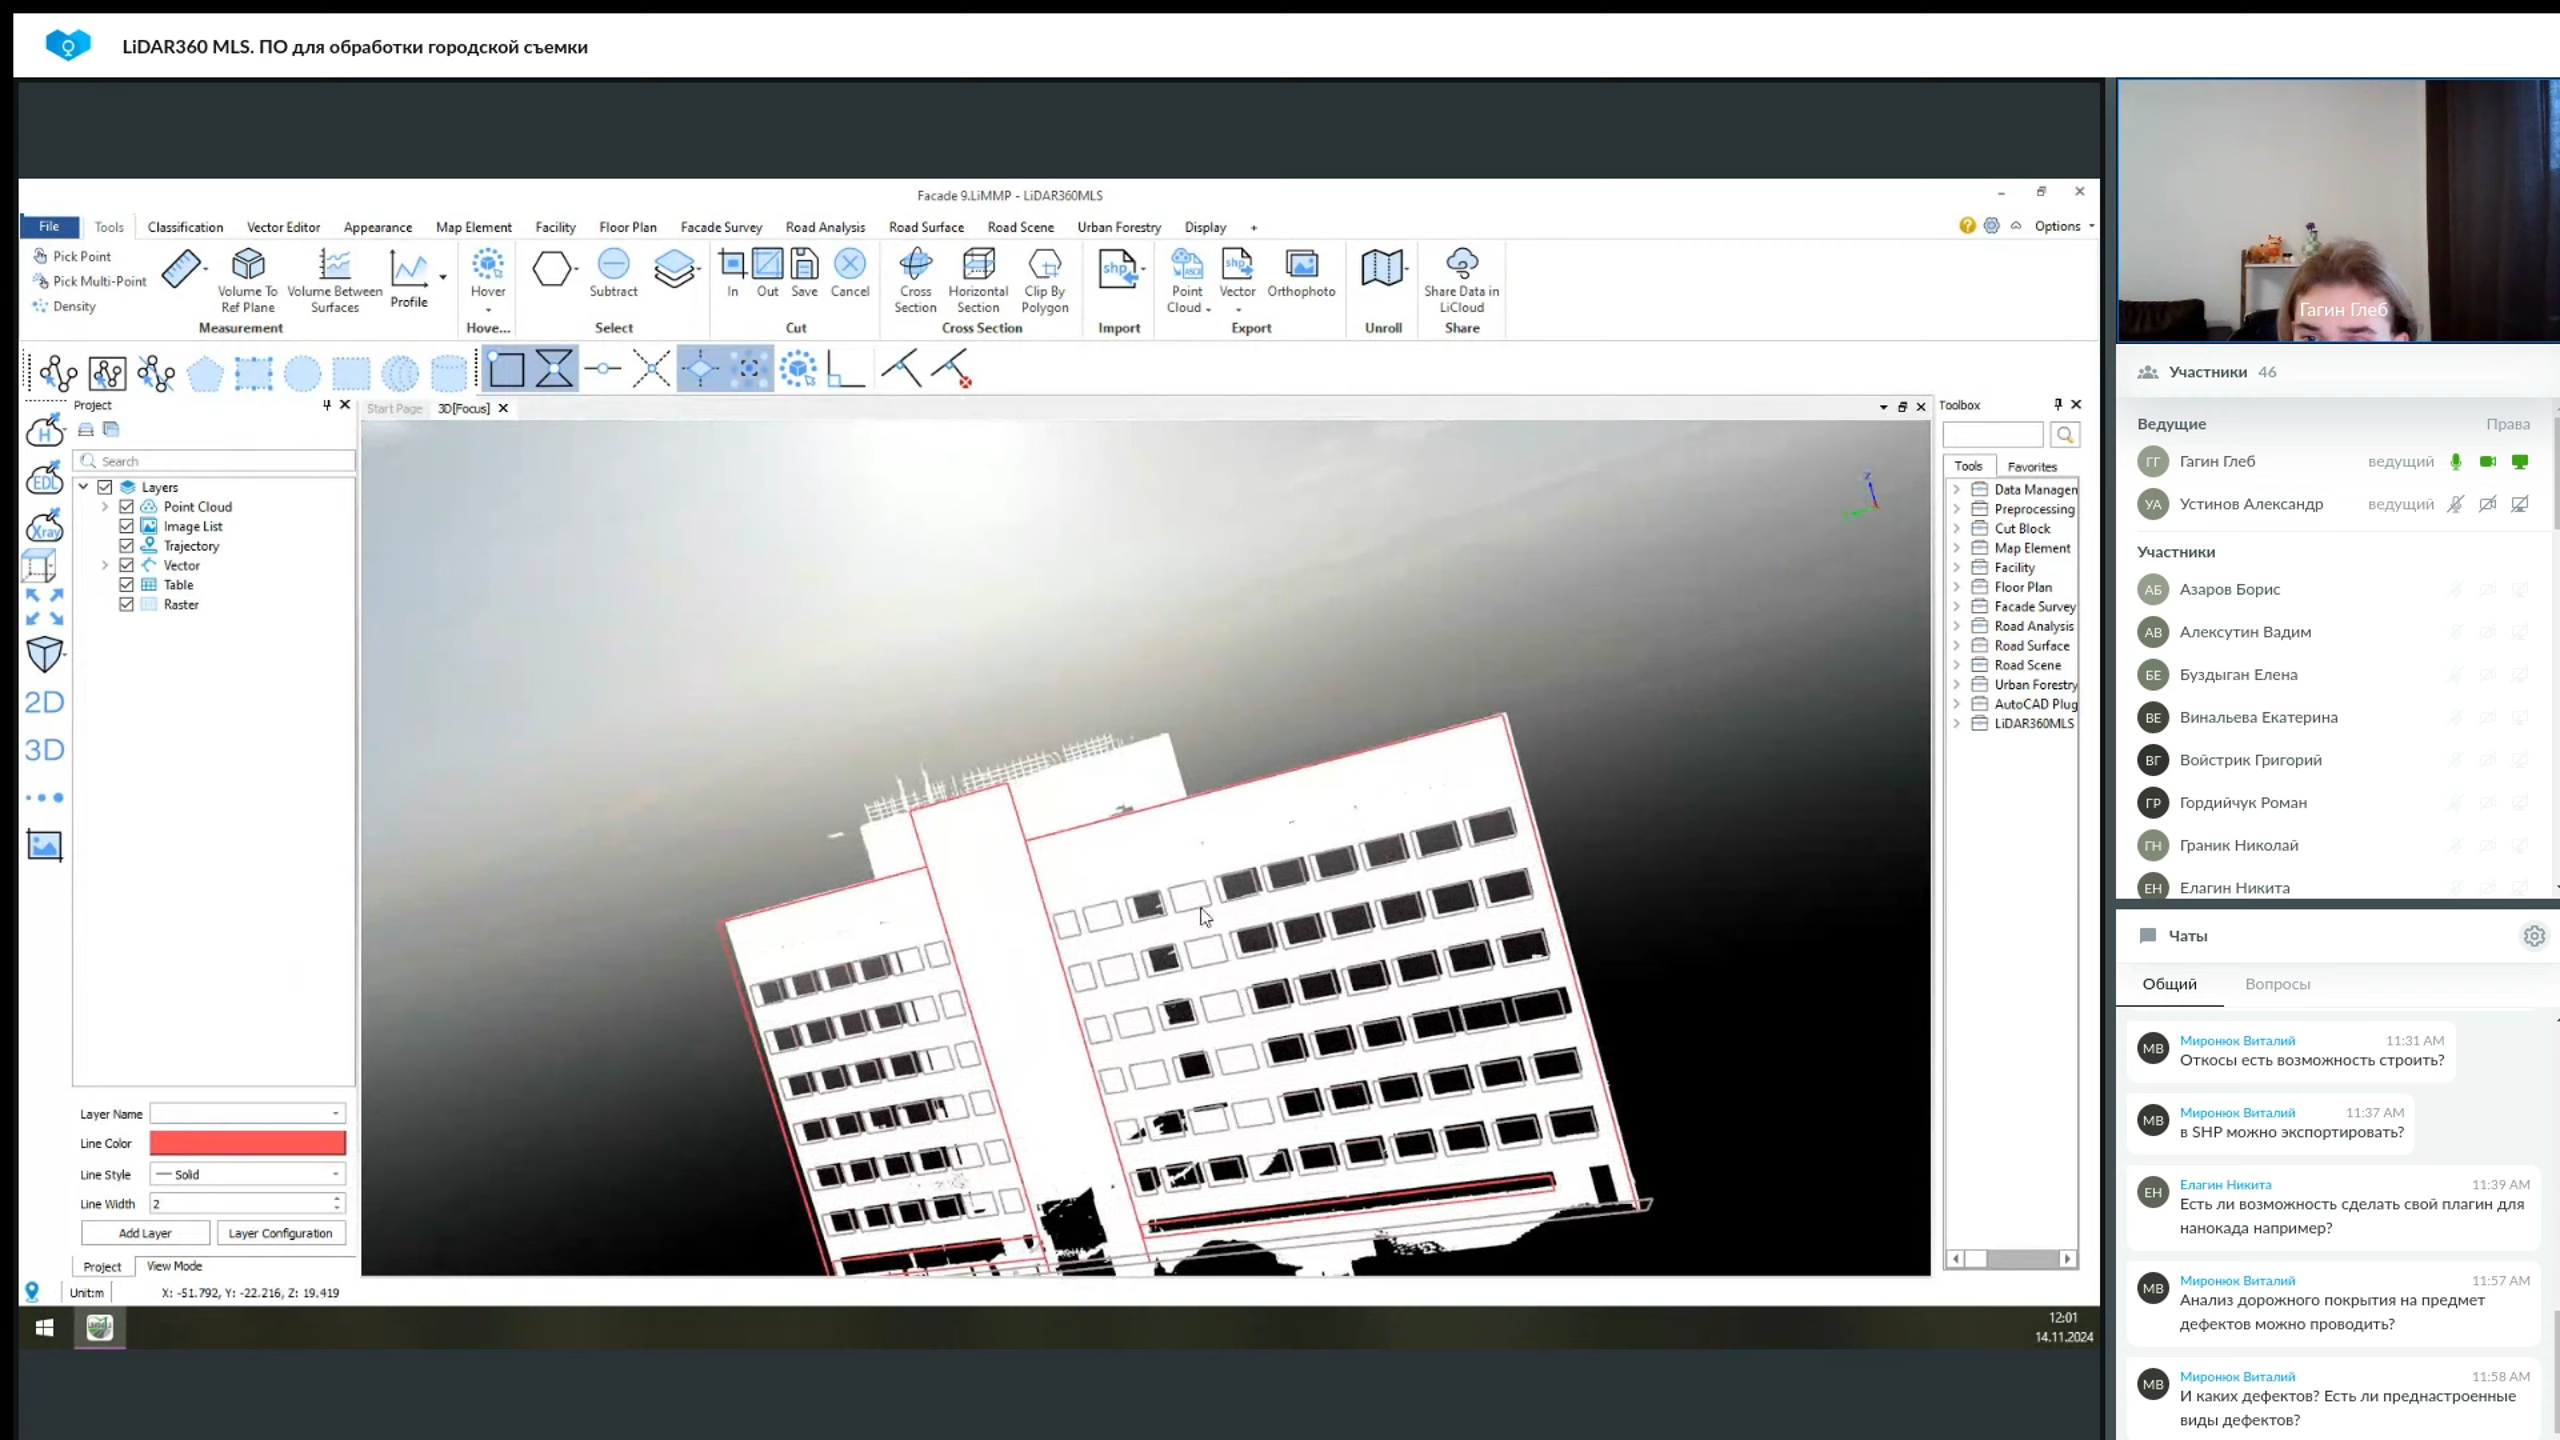 LiDAR360 MLS. ПО для обработки городской съемки
Facade 9.LiMMP - LiDAR360MLS
File Tools Classification Vector Editor Appearance Map Element Facility Floor Plan Facade Survey Road Analysis Road Surface Road Scene Urban Forestry Display + Options
Pick Point
Pick Multi-Point
Density
Volume To Ref Plane
Volume Between Surfaces
Profile
Measurement
Hover
Hove...
Subtract
Select
In Out Save Cancel
Cut
Cross Section
Horizontal Section
Clip By Polygon
Cross Section
shp
Import
ASCII
Point Cloud
shp
Vector
Orthophoto
Export
Unroll
Share Data in LiCloud
Share
Project
Start Page 3D[Focus]
Toolbox
H
EDL
Xray
2D
3D
Search
Layers
Point Cloud
Image List
Trajectory
Vector
Table
Raster
Z
Tools Favorites
Data Managen
Preprocessing
Cut Block
Map Element
Facility
Floor Plan
Facade Survey
Road Analysis
Road Surface
Road Scene
Urban Forestry
AutoCAD Plug
LiDAR360MLS
Layer Name
Line Color
Line Style Solid
Line Width 2
Add Layer Layer Configuration
Project View Mode
Unit:m X: -51.792, Y: -22.216, Z: 19.419
12:01
14.11.2024
Гагин Глеб
Участники 46
Ведущие Права
ГГ Гагин Глеб ведущий
УА Устинов Александр ведущий
Участники
АБ Азаров Борис
АВ Алексутин Вадим
БЕ Буздыган Елена
ВЕ Винальева Екатерина
ВГ Войстрик Григорий
ГР Гордийчук Роман
ГН Граник Николай
ЕН Елагин Никита
Чаты
Общий Вопросы
МВ Миронюк Виталий 11:31 AM
Откосы есть возможность строить?
МВ Миронюк Виталий 11:37 AM
в SHP можно экспортировать?
ЕН Елагин Никита 11:39 AM
Есть ли возможность сделать свой плагин для
нанокада например?
МВ Миронюк Виталий 11:57 AM
Анализ дорожного покрытия на предмет
дефектов можно проводить?
МВ Миронюк Виталий 11:58 AM
И каких дефектов? Есть ли преднастроенные
виды дефектов?